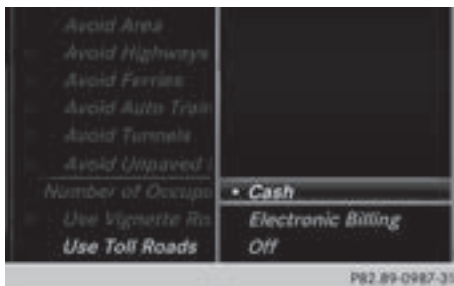 Avoid Area
Avoid Highways
Avoid Ferries
Avoid Auto Train
Avoid Tunnels
Avoid Unpaved
Number of Occupa
Use Vignette Ro
Use Toll Roads
• Cash
Electronic Billing
Off
P82.89-0987-31